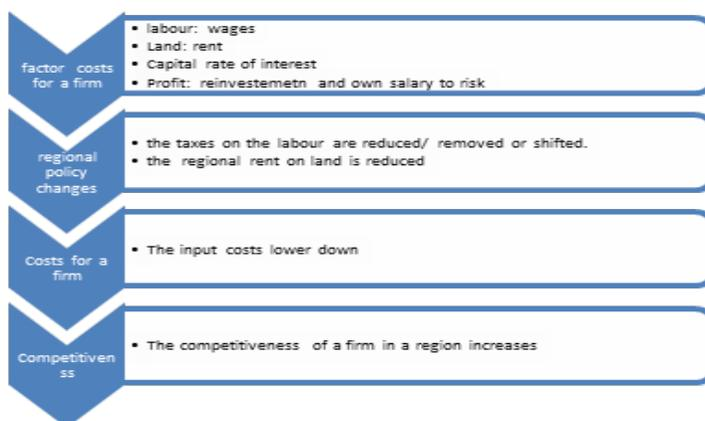 factor costs
for a firm
• labour: wages
• Land: rent
• Capital rate of interest
• Profit: reinvestemetn and own salary to risk
regional
policy
changes
• the taxes on the labour are reduced/ removed or shifted.
• the regional rent on land is reduced
Costs for a
firm
• The input costs lower down
Competitiven
ss
• The competitiveness of a firm in a region increases